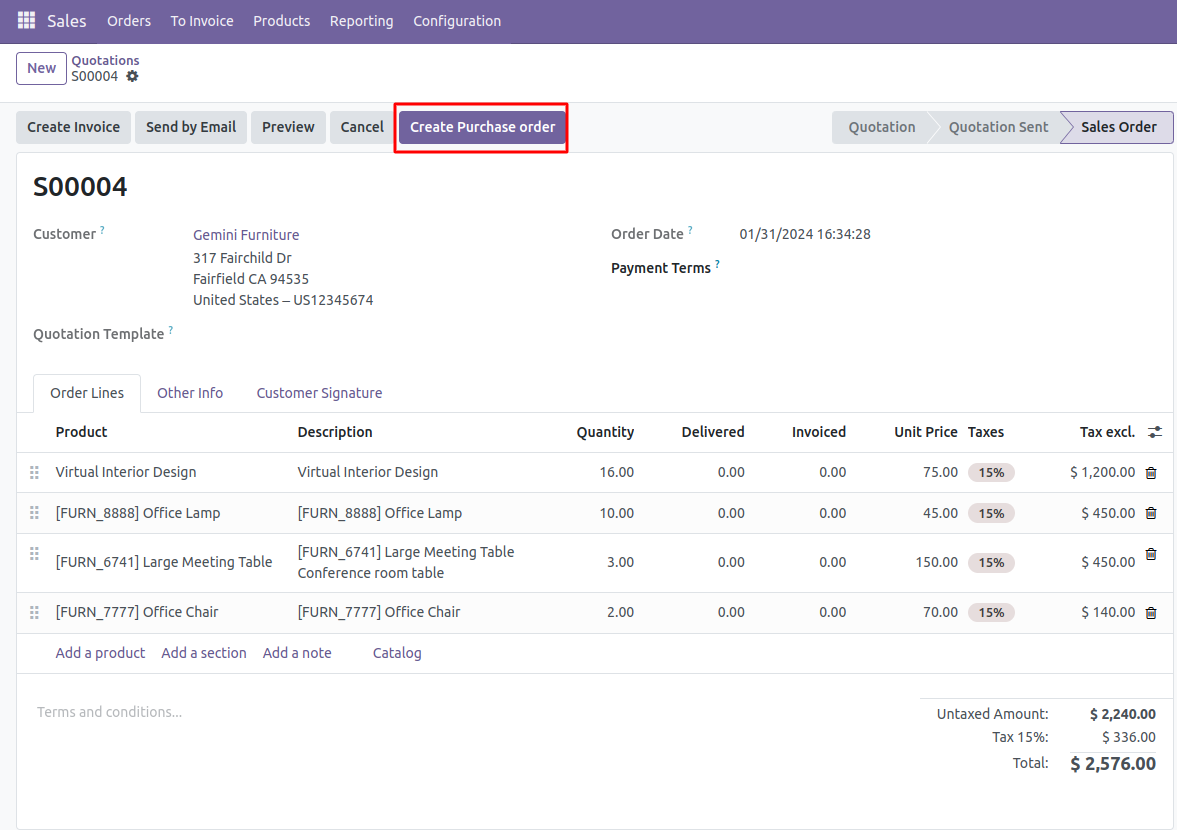 Sales Orders To Invoice Products Reporting Configuration
New Quotations
S00004
Create Invoice Send by Email Preview Cancel Create Purchase order Quotation Quotation Sent Sales Order
S00004
Customer ? Gemini Furniture Order Date ? 01/31/2024 16:34:28
317 Fairchild Dr
Fairfield CA 94535
United States – US12345674
Payment Terms ?
Quotation Template ?
Order Lines Other Info Customer Signature
Product Description Quantity Delivered Invoiced Unit Price Taxes Tax excl.
Virtual Interior Design Virtual Interior Design 16.00 0.00 0.00 75.00 15% $ 1,200.00
[FURN_8888] Office Lamp [FURN_8888] Office Lamp 10.00 0.00 0.00 45.00 15% $ 450.00
[FURN_6741] Large Meeting Table [FURN_6741] Large Meeting Table 3.00 0.00 0.00 150.00 15% $ 450.00
Conference room table
[FURN_7777] Office Chair [FURN_7777] Office Chair 2.00 0.00 0.00 70.00 15% $ 140.00
Add a product Add a section Add a note Catalog
Terms and conditions...
Untaxed Amount: $ 2,240.00
Tax 15%: $ 336.00
Total: $ 2,576.00